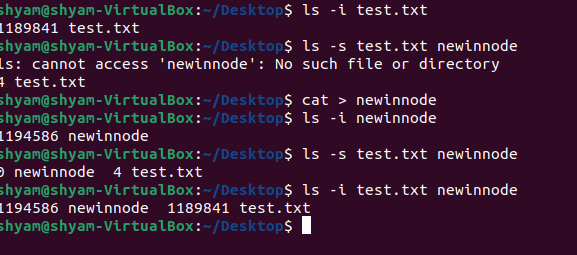 shyam@shyam-VirtualBox:~/Desktop$ ls -i test.txt
1189841 test.txt
shyam@shyam-VirtualBox:~/Desktop$ ls -s test.txt newinnode
ls: cannot access 'newinnode': No such file or directory
4 test.txt
shyam@shyam-VirtualBox:~/Desktop$ cat > newinnode
shyam@shyam-VirtualBox:~/Desktop$ ls -i newinnode
1194586 newinnode
shyam@shyam-VirtualBox:~/Desktop$ ls -s test.txt newinnode
0 newinnode  4 test.txt
shyam@shyam-VirtualBox:~/Desktop$ ls -i test.txt newinnode
1194586 newinnode  1189841 test.txt
shyam@shyam-VirtualBox:~/Desktop$